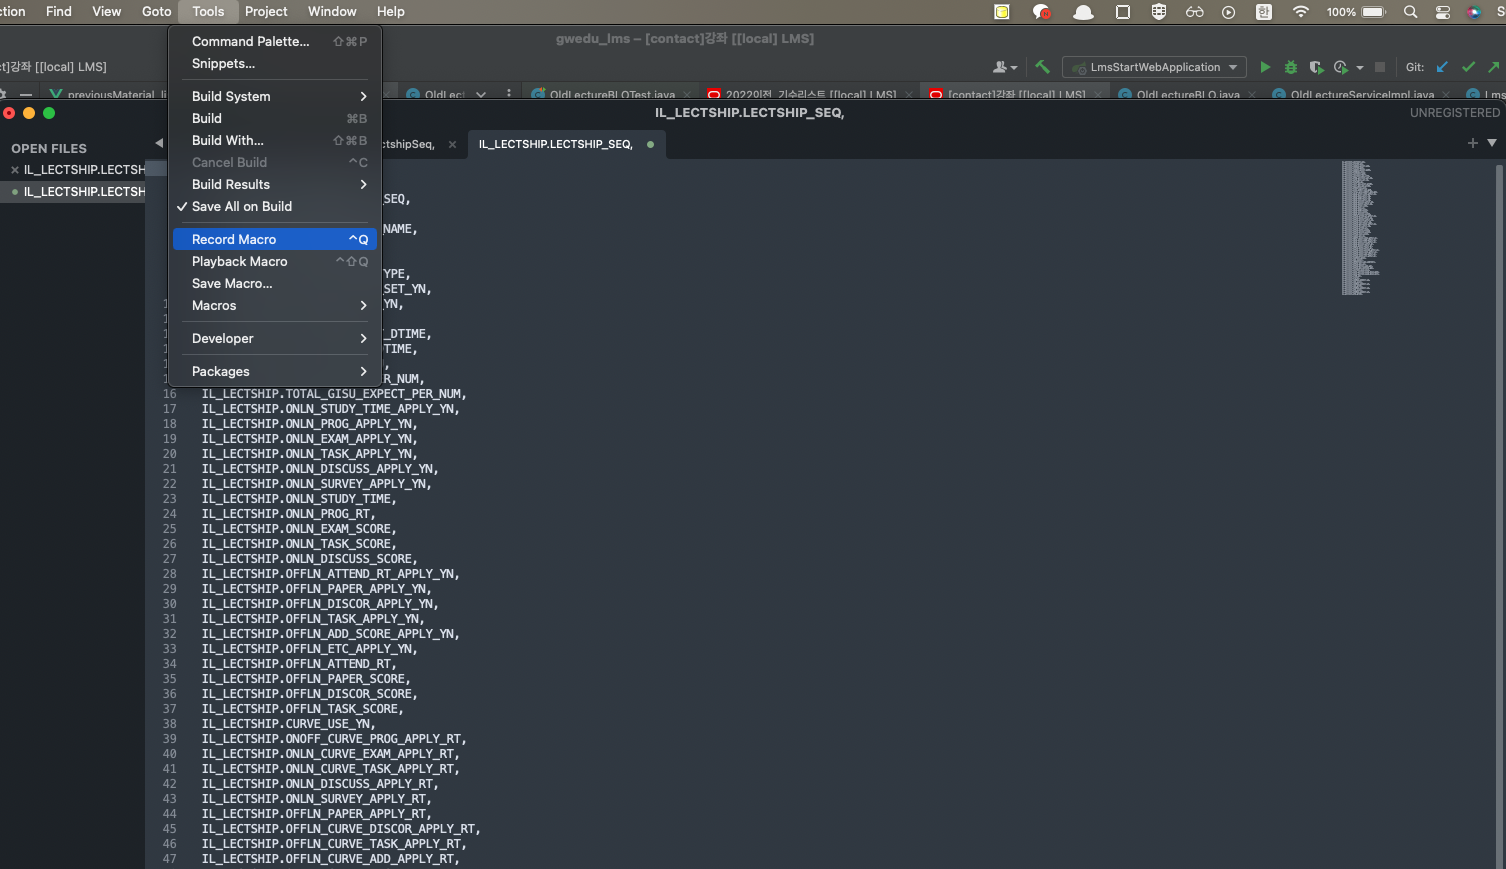 ction Find View Goto Tools Project Window Help 한 100% S
gwedu_lms – [contact]강좌 [[local] LMS]
ct]강좌 [[local] LMS] LmsStartWebApplication Git:
previousMaterial_li OldLect OldLectureBLOTest.java 2022이전_기수리스트 [[local] LMS] [contact]강좌 [[local] LMS] OldLectureBLO.java OldLectureServiceImpl.java Lms
IL_LECTSHIP.LECTSHIP_SEQ, UNREGISTERED
OPEN FILES
IL_LECTSHIP.LECTSH
IL_LECTSHIP.LECTSH
ctshipSeq, IL_LECTSHIP.LECTSHIP_SEQ,
Command Palette... ⇧⌘P
Snippets...
Build System
Build ⌘B
Build With... ⇧⌘B
Cancel Build ^C
Build Results
✓ Save All on Build
Record Macro ^Q
Playback Macro ^⇧Q
Save Macro...
Macros
Developer
Packages
_SEQ,
_NAME,
YPE,
_SET_YN,
YN,
_DTIME,
TIME,
,
R_NUM,
16 IL_LECTSHIP.TOTAL_GISU_EXPECT_PER_NUM,
17 IL_LECTSHIP.ONLN_STUDY_TIME_APPLY_YN,
18 IL_LECTSHIP.ONLN_PROG_APPLY_YN,
19 IL_LECTSHIP.ONLN_EXAM_APPLY_YN,
20 IL_LECTSHIP.ONLN_TASK_APPLY_YN,
21 IL_LECTSHIP.ONLN_DISCUSS_APPLY_YN,
22 IL_LECTSHIP.ONLN_SURVEY_APPLY_YN,
23 IL_LECTSHIP.ONLN_STUDY_TIME,
24 IL_LECTSHIP.ONLN_PROG_RT,
25 IL_LECTSHIP.ONLN_EXAM_SCORE,
26 IL_LECTSHIP.ONLN_TASK_SCORE,
27 IL_LECTSHIP.ONLN_DISCUSS_SCORE,
28 IL_LECTSHIP.OFFLN_ATTEND_RT_APPLY_YN,
29 IL_LECTSHIP.OFFLN_PAPER_APPLY_YN,
30 IL_LECTSHIP.OFFLN_DISCOR_APPLY_YN,
31 IL_LECTSHIP.OFFLN_TASK_APPLY_YN,
32 IL_LECTSHIP.OFFLN_ADD_SCORE_APPLY_YN,
33 IL_LECTSHIP.OFFLN_ETC_APPLY_YN,
34 IL_LECTSHIP.OFFLN_ATTEND_RT,
35 IL_LECTSHIP.OFFLN_PAPER_SCORE,
36 IL_LECTSHIP.OFFLN_DISCOR_SCORE,
37 IL_LECTSHIP.OFFLN_TASK_SCORE,
38 IL_LECTSHIP.CURVE_USE_YN,
39 IL_LECTSHIP.ONOFF_CURVE_PROG_APPLY_RT,
40 IL_LECTSHIP.ONLN_CURVE_EXAM_APPLY_RT,
41 IL_LECTSHIP.ONLN_CURVE_TASK_APPLY_RT,
42 IL_LECTSHIP.ONLN_DISCUSS_APPLY_RT,
43 IL_LECTSHIP.ONLN_SURVEY_APPLY_RT,
44 IL_LECTSHIP.OFFLN_PAPER_APPLY_RT,
45 IL_LECTSHIP.OFFLN_CURVE_DISCOR_APPLY_RT,
46 IL_LECTSHIP.OFFLN_CURVE_TASK_APPLY_RT,
47 IL_LECTSHIP.OFFLN_CURVE_ADD_APPLY_RT,